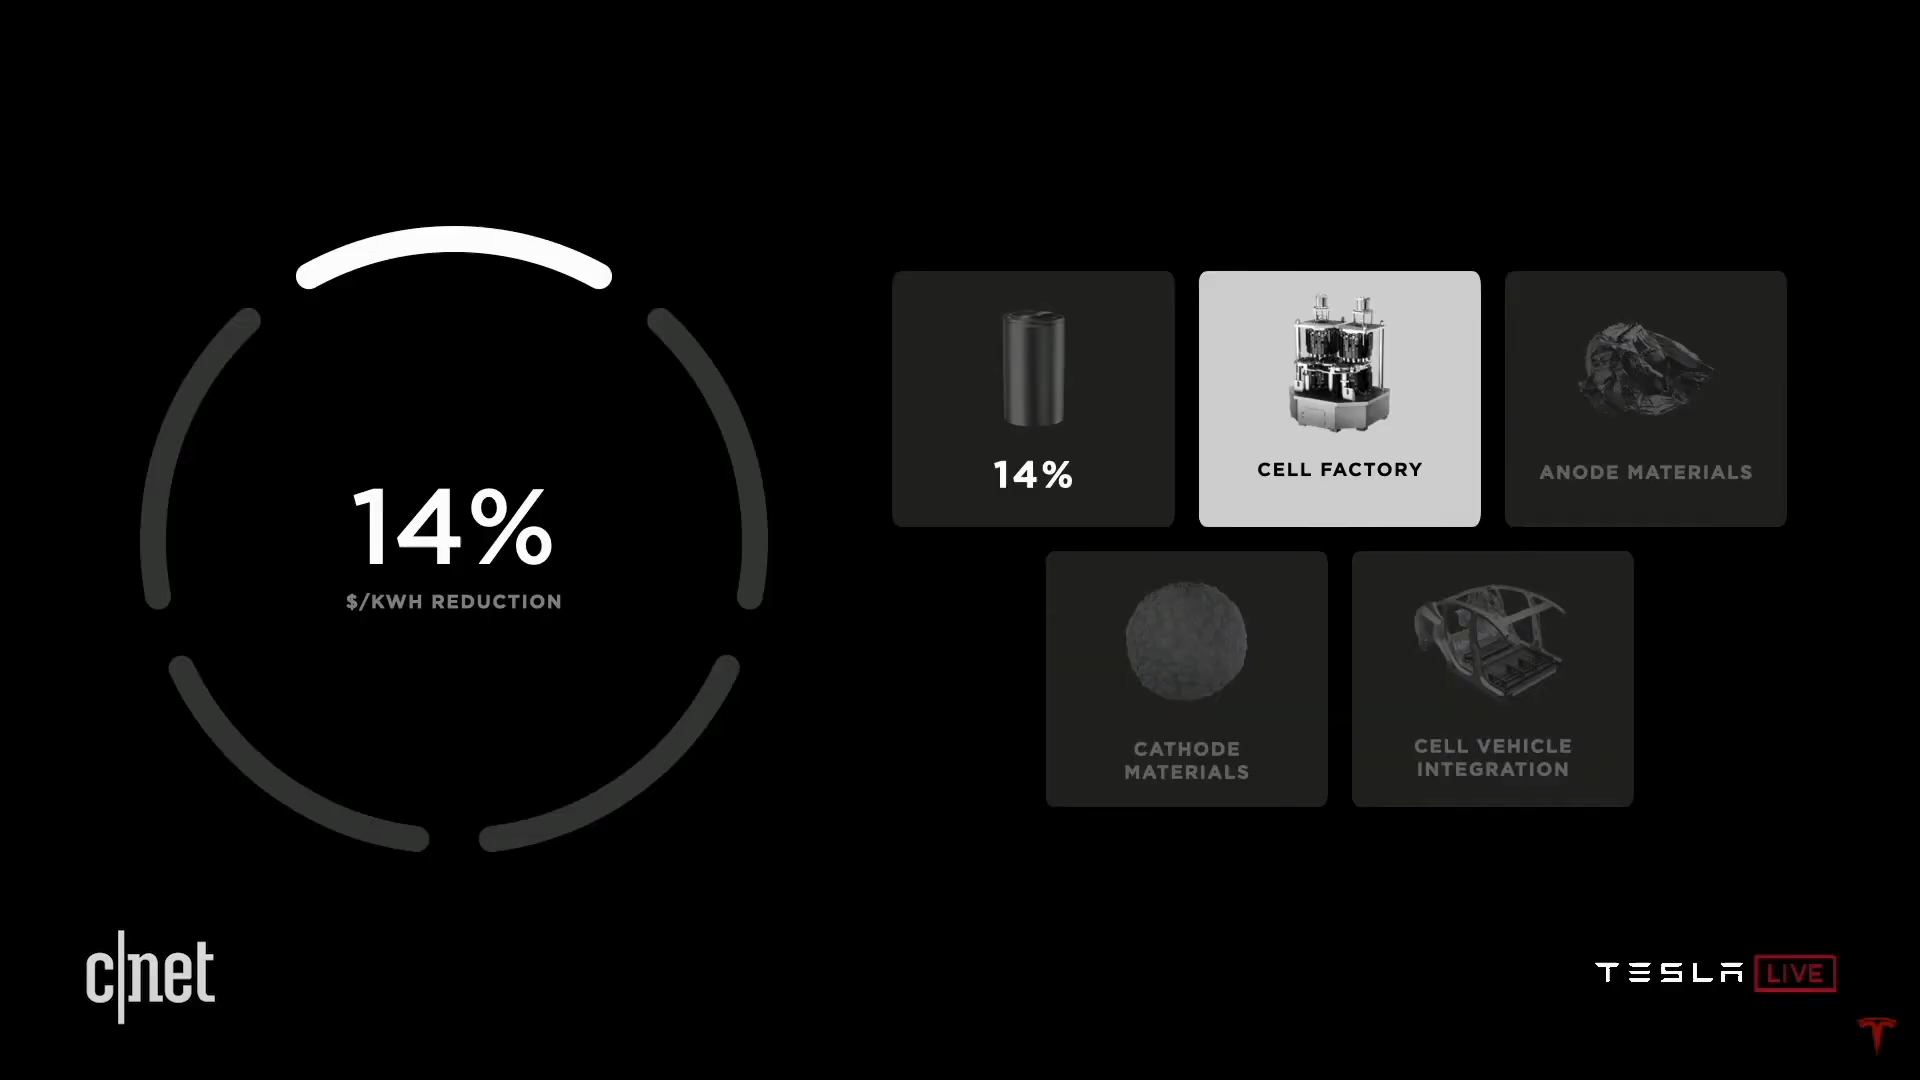 14%
$/KWH REDUCTION
14%
CELL FACTORY
ANODE MATERIALS
CATHODE
MATERIALS
CELL VEHICLE
INTEGRATION
c|net
TESLA LIVE